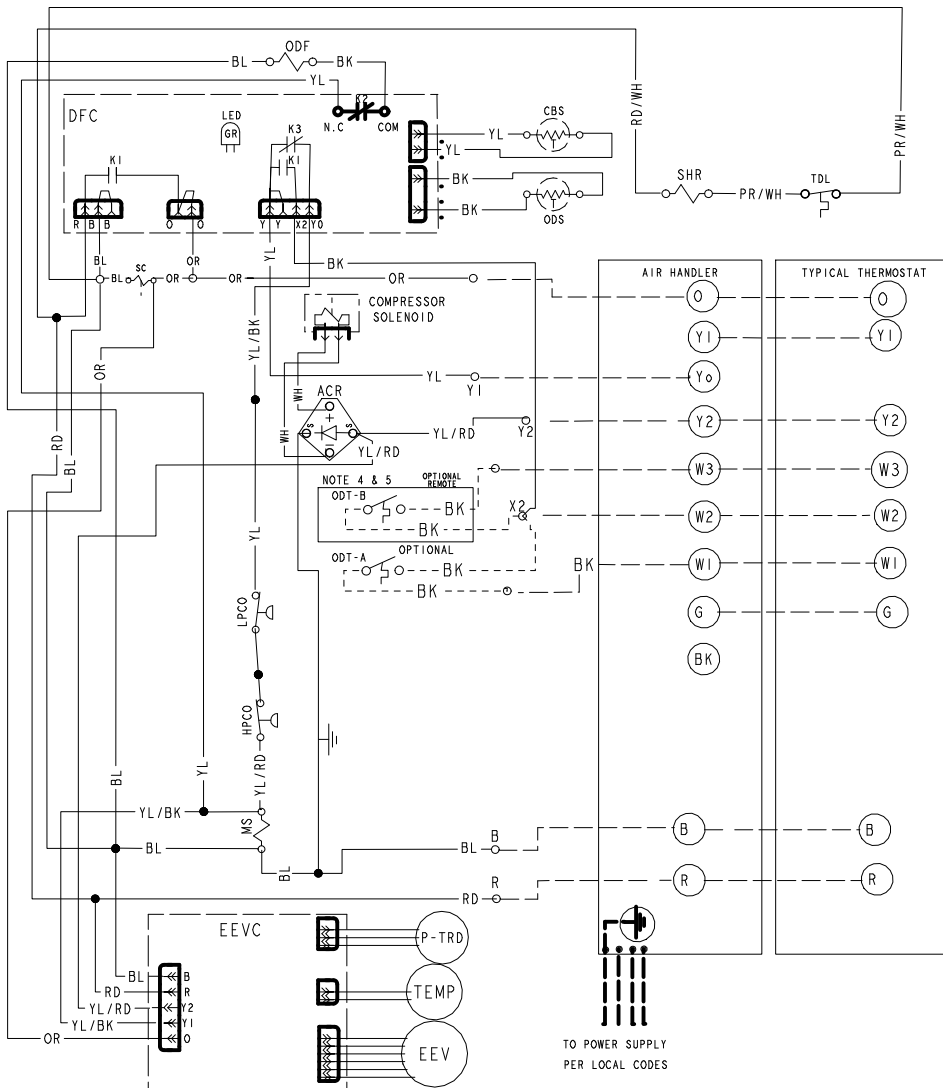 ODF
BL
BK
YL
K2
DFC
LED
GR
N.C
COM
CBS
K3
K1
K1
YL
YL
BK
BK
ODS
RD/WH
PR/WH
SHR
PR/WH
TDL
R B B
O O
Y Y X2 YO
BL
OR
YL
BK
BL
SC
OR
OR
OR
AIR HANDLER
TYPICAL THERMOSTAT
O
O
COMPRESSOR
SOLENOID
YL/BK
Y1
Y1
OR
WH
YL
Y1
Yo
ACR
+
S
S
–
WH
YL/RD
YL/RD
Y2
Y2
Y2
RD
BL
NOTE 4 & 5
OPTIONAL
REMOTE
W3
W3
ODT-B
BK
BK
X2
W2
W2
YL
ODT-A
OPTIONAL
BK
BK
BK
W1
W1
LPCO
G
G
BK
HPCO
YL/RD
BL
YL
YL/BK
MS
BL
BL
BL
B
B
B
RD
R
R
R
EEVC
P-TRD
TEMP
EEV
BL
B
RD
R
YL/RD
Y2
YL/BK
Y1
OR
O
TO POWER SUPPLY
PER LOCAL CODES